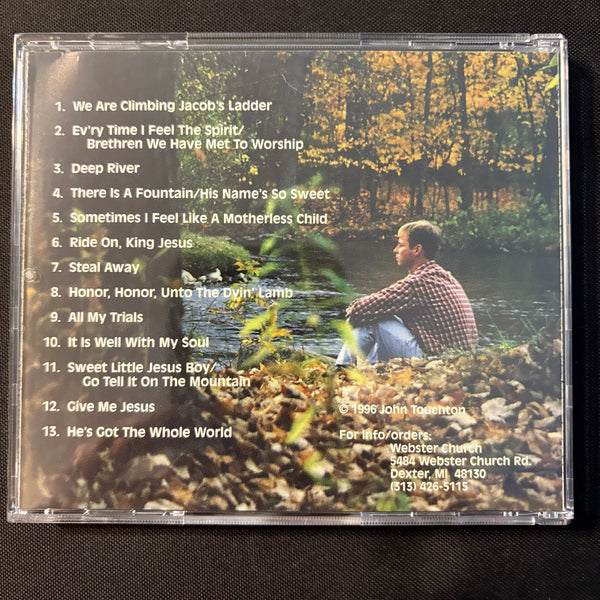 1. We Are Climbing Jacob's Ladder
2. Ev'ry Time I Feel The Spirit/
Brethren We Have Met To Worship
3. Deep River
4. There Is A Fountain/His Name's So Sweet
5. Sometimes I Feel Like A Motherless Child
6. Ride On, King Jesus
7. Steal Away
8. Honor, Honor, Unto The Dyin' Lamb
9. All My Trials
10. It Is Well With My Soul
11. Sweet Little Jesus Boy/
Go Tell It On The Mountain
12. Give Me Jesus
13. He's Got The Whole World
© 1996 John Touchton
For info/orders:
Webster Church
5484 Webster Church Rd.
Dexter, MI 48130
(313) 426-5115